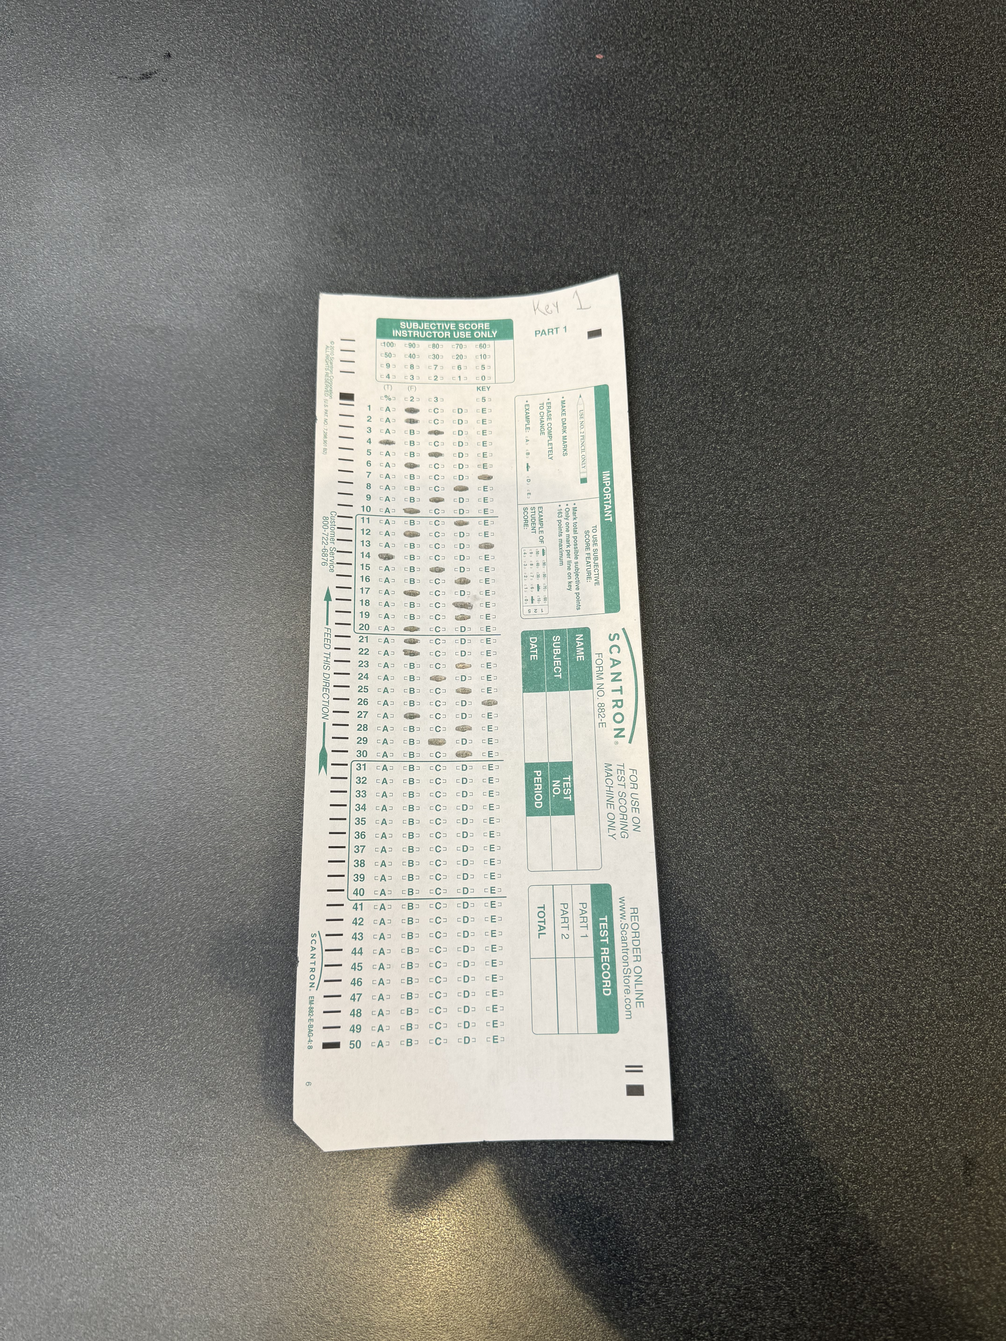 Key 1
PART 1
SUBJECTIVE SCORE
INSTRUCTOR USE ONLY
100 90 80 70 60
50 40 30 20 10
9 8 7 6 5
4 3 2 1 0
(T) (F) KEY
% 2 3 5
1 A C D E
2 A C D E
3 A B D E
4 B C D E
5 A B D E
6 A C D E
7 A B C D
8 A B C E
9 A B D E
10 A C D E
11 A B C E
12 A C D E
13 A B C D
14 B C D E
15 A B D E
16 A B C E
17 A C D E
18 A B C E
19 A B C E
20 A C D E
21 A C D E
22 A C D E
23 A B C E
24 A B D E
25 A B C E
26 A B C D
27 A C D E
28 A B C E
29 A B D E
30 A B C E
31 A B C D E
32 A B C D E
33 A B C D E
34 A B C D E
35 A B C D E
36 A B C D E
37 A B C D E
38 A B C D E
39 A B C D E
40 A B C D E
41 A B C D E
42 A B C D E
43 A B C D E
44 A B C D E
45 A B C D E
46 A B C D E
47 A B C D E
48 A B C D E
49 A B C D E
50 A B C D E
IMPORTANT
USE NO. 2 PENCIL ONLY
• MAKE DARK MARKS
• ERASE COMPLETELY
TO CHANGE
• EXAMPLE: A B D E
TO USE SUBJECTIVE
SCORE FEATURE:
• Mark total possible subjective points
• Only one mark per line on key
• 163 points maximum
EXAMPLE OF
STUDENT
SCORE:
SCANTRON®
FORM NO. 882-E
FOR USE ON
TEST SCORING
MACHINE ONLY
REORDER ONLINE
www.ScantronStore.com
NAME
SUBJECT
TEST
NO.
DATE
PERIOD
TEST RECORD
PART 1
PART 2
TOTAL
Customer Service
800-722-6876
FEED THIS DIRECTION
SCANTRON.
6